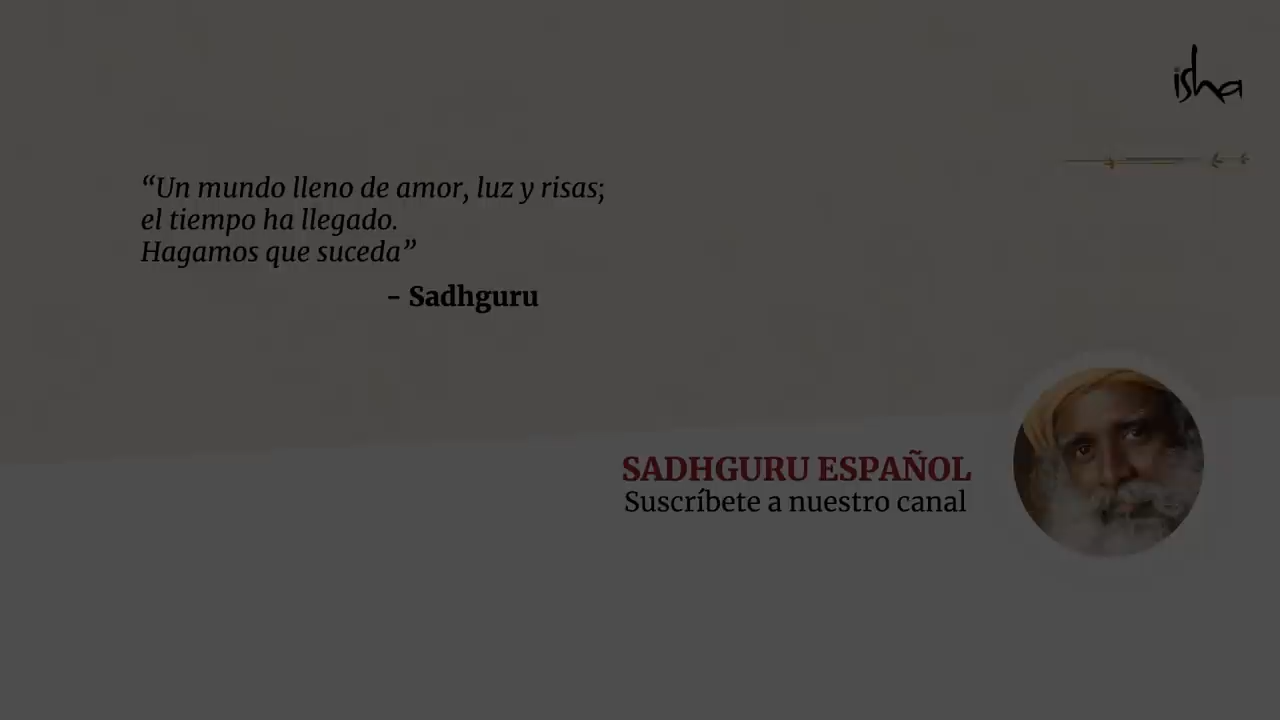 isha
“Un mundo lleno de amor, luz y risas;
el tiempo ha llegado.
Hagamos que suceda”
- Sadhguru
SADHGURU ESPAÑOL
Suscríbete a nuestro canal